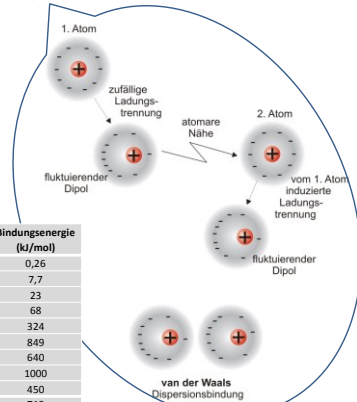 1. Atom
zufällige
Ladungs-
trennung
fluktuierender
Dipol
atomare
Nähe
2. Atom
vom 1. Atom
induzierte
Ladungs-
trennung
fluktuierender
Dipol
van der Waals
Dispersionsbindung
Bindungsenergie
(kJ/mol)
0,26
7,7
23
68
324
849
640
1000
450